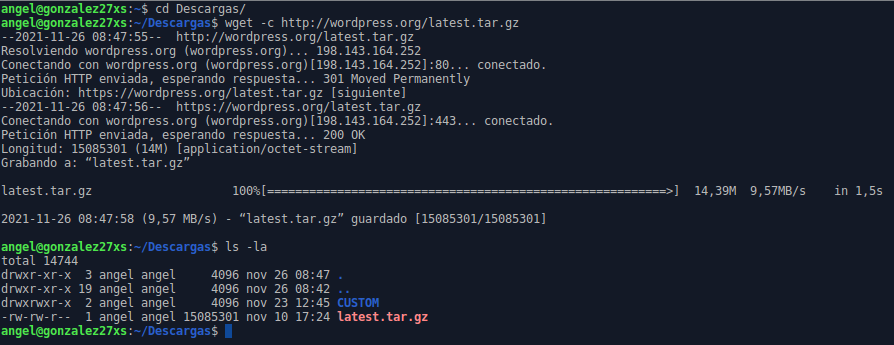 angel@gonzalez27xs:~$ cd Descargas/
angel@gonzalez27xs:~/Descargas$ wget -c http://wordpress.org/latest.tar.gz
--2021-11-26 08:47:55--  http://wordpress.org/latest.tar.gz
Resolviendo wordpress.org (wordpress.org)... 198.143.164.252
Conectando con wordpress.org (wordpress.org)[198.143.164.252]:80... conectado.
Petición HTTP enviada, esperando respuesta... 301 Moved Permanently
Ubicación: https://wordpress.org/latest.tar.gz [siguiente]
--2021-11-26 08:47:56--  https://wordpress.org/latest.tar.gz
Conectando con wordpress.org (wordpress.org)[198.143.164.252]:443... conectado.
Petición HTTP enviada, esperando respuesta... 200 OK
Longitud: 15085301 (14M) [application/octet-stream]
Grabando a: “latest.tar.gz”
latest.tar.gz                    100%[=========================================================>]  14,39M  9,57MB/s    in 1,5s
2021-11-26 08:47:58 (9,57 MB/s) - “latest.tar.gz” guardado [15085301/15085301]
angel@gonzalez27xs:~/Descargas$ ls -la
total 14744
drwxr-xr-x  3 angel angel     4096 nov 26 08:47 .
drwxr-xr-x 19 angel angel     4096 nov 26 08:42 ..
drwxrwxr-x  2 angel angel     4096 nov 23 12:45 CUSTOM
-rw-rw-r--  1 angel angel 15085301 nov 10 17:24 latest.tar.gz
angel@gonzalez27xs:~/Descargas$